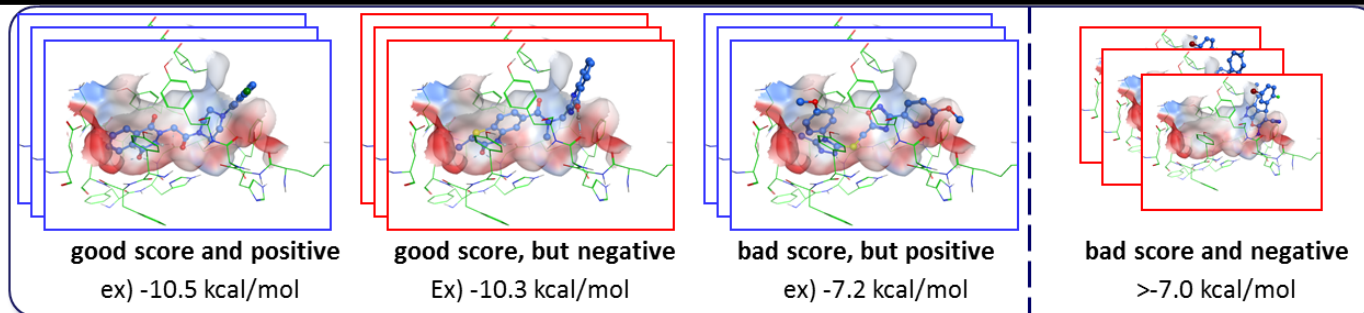 good score and positive
ex) -10.5 kcal/mol
good score, but negative
Ex) -10.3 kcal/mol
bad score, but positive
ex) -7.2 kcal/mol
bad score and negative
>-7.0 kcal/mol